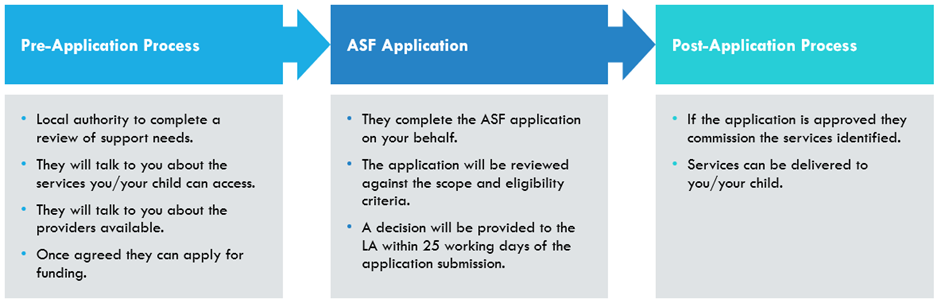 Pre-Application Process
• Local authority to complete a
review of support needs.
• They will talk to you about the
services you/your child can access.
• They will talk to you about the
providers available.
• Once agreed they can apply for
funding.
ASF Application
• They complete the ASF application
on your behalf.
• The application will be reviewed
against the scope and eligibility
criteria.
• A decision will be provided to the
LA within 25 working days of the
application submission.
Post-Application Process
• If the application is approved they
commission the services identified.
• Services can be delivered to
you/your child.